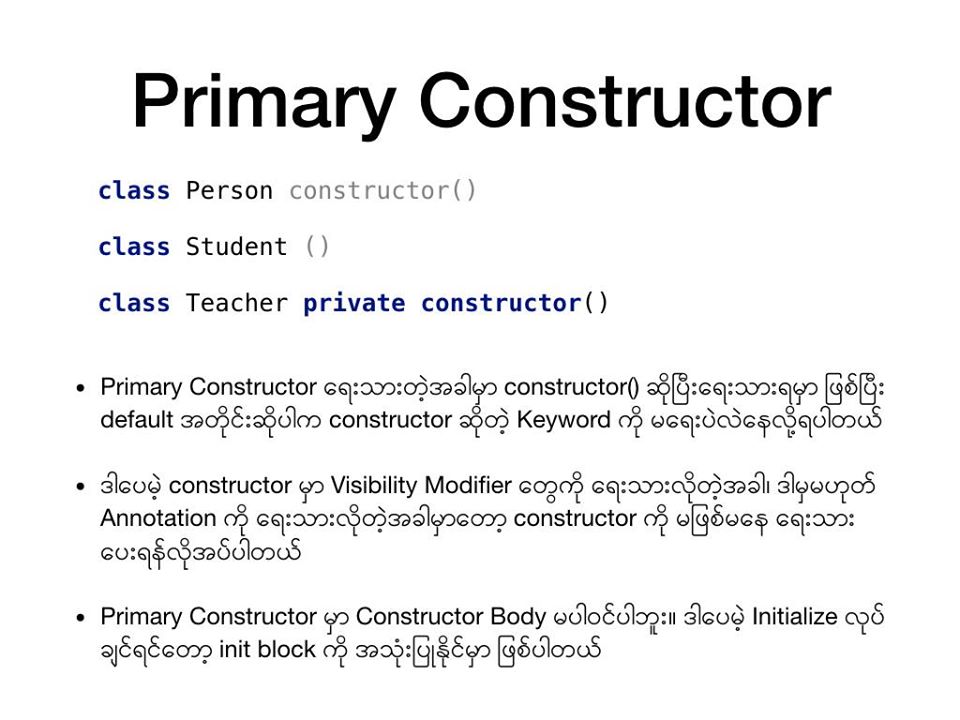 Primary Constructor
class Person constructor()
class Student ()
class Teacher private constructor()
• Primary Constructor ရေးသားတဲ့အခါမှာ constructor() ဆိုပြီးရေးသားရမှာ ဖြစ်ပြီး
default အတိုင်းဆိုပါက constructor ဆိုတဲ့ Keyword ကို မရေးပဲလဲနေလို့ရပါတယ်
• ဒါပေမဲ့ constructor မှာ Visibility Modifier တွေကို ရေးသားလိုတဲ့အခါ၊ ဒါမှမဟုတ်
Annotation ကို ရေးသားလိုတဲ့အခါမှာတော့ constructor ကို မဖြစ်မနေ ရေးသား
ပေးရန်လိုအပ်ပါတယ်
• Primary Constructor မှာ Constructor Body မပါဝင်ပါဘူး။ ဒါပေမဲ့ Initialize လုပ်
ချင်ရင်တော့ init block ကို အသုံးပြုနိုင်မှာ ဖြစ်ပါတယ်